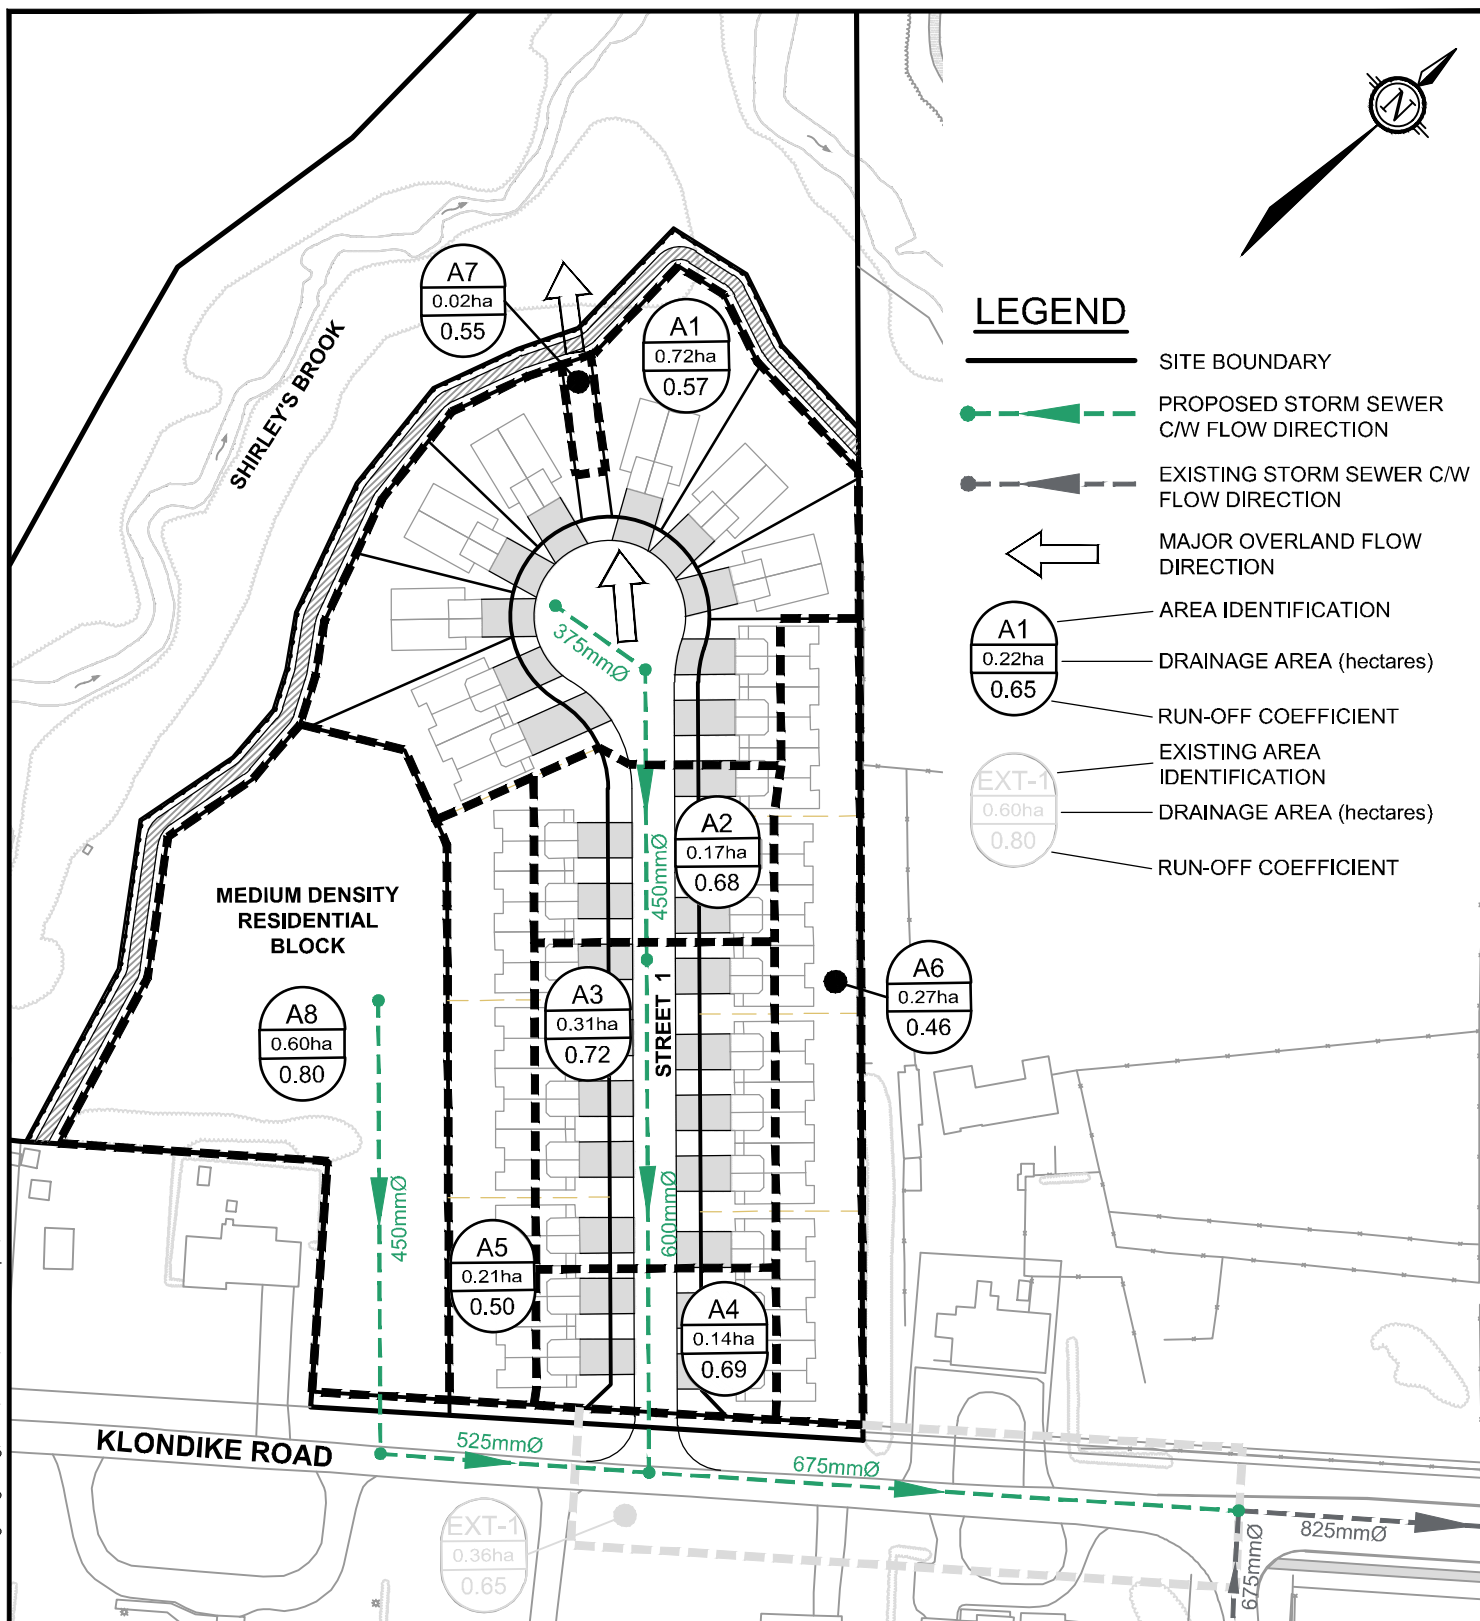 N
A7
0.02ha
0.55
A1
0.72ha
0.57
SHIRLEY'S BROOK
LEGEND
SITE BOUNDARY
PROPOSED STORM SEWER
C/W FLOW DIRECTION
EXISTING STORM SEWER C/W
FLOW DIRECTION
MAJOR OVERLAND FLOW
DIRECTION
A1
0.22ha
0.65
AREA IDENTIFICATION
DRAINAGE AREA (hectares)
RUN-OFF COEFFICIENT
EXT-1
0.60ha
0.80
EXISTING AREA
IDENTIFICATION
DRAINAGE AREA (hectares)
RUN-OFF COEFFICIENT
375mmØ
A2
0.17ha
0.68
450mmØ
MEDIUM DENSITY
RESIDENTIAL
BLOCK
A8
0.60ha
0.80
A3
0.31ha
0.72
STREET 1
A6
0.27ha
0.46
450mmØ
600mmØ
A5
0.21ha
0.50
A4
0.14ha
0.69
KLONDIKE ROAD
525mmØ
675mmØ
EXT-1
0.36ha
0.65
825mmØ
675mmØ